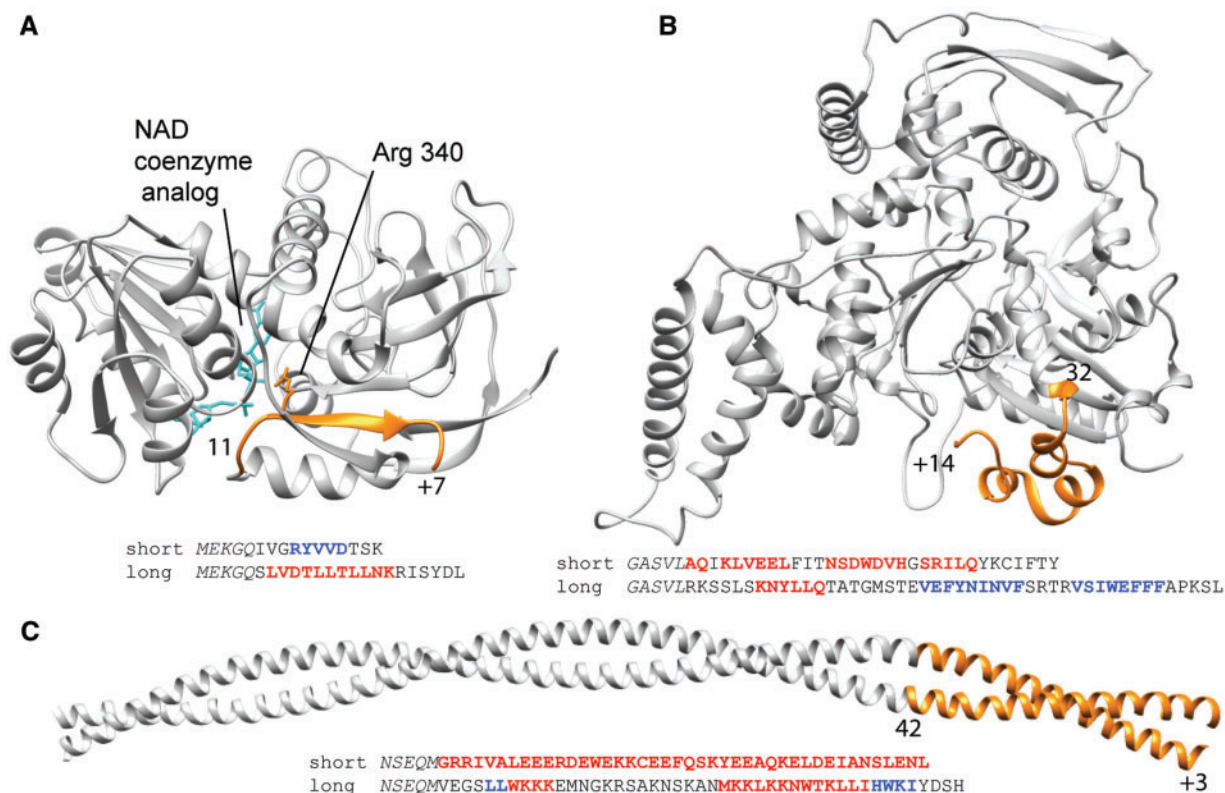 A
NAD
coenzyme
analog
Arg 340
11
+7
short MEKGQIVGRYVVDTSK
long MEKGQSLVDTLLTLLNKRISYDL
B
32
+14
short GASVLAQIKLVEELFITNSDWDVHGSRILQYKCIFTY
long GASVLRKSSLSKNYLLQTATGMSTEVEFYNINVFSRTRVSIWEFFFAPKSL
C
42
+3
short NSEQMGRRIVALEEERDEWEKKCEEFQSKYEEAQKELDEIANSLENL
long NSEQMVEGSLLWKKKEMNGKRSAKNSKANMKKLKKNWTKLLIHWKIYDSH